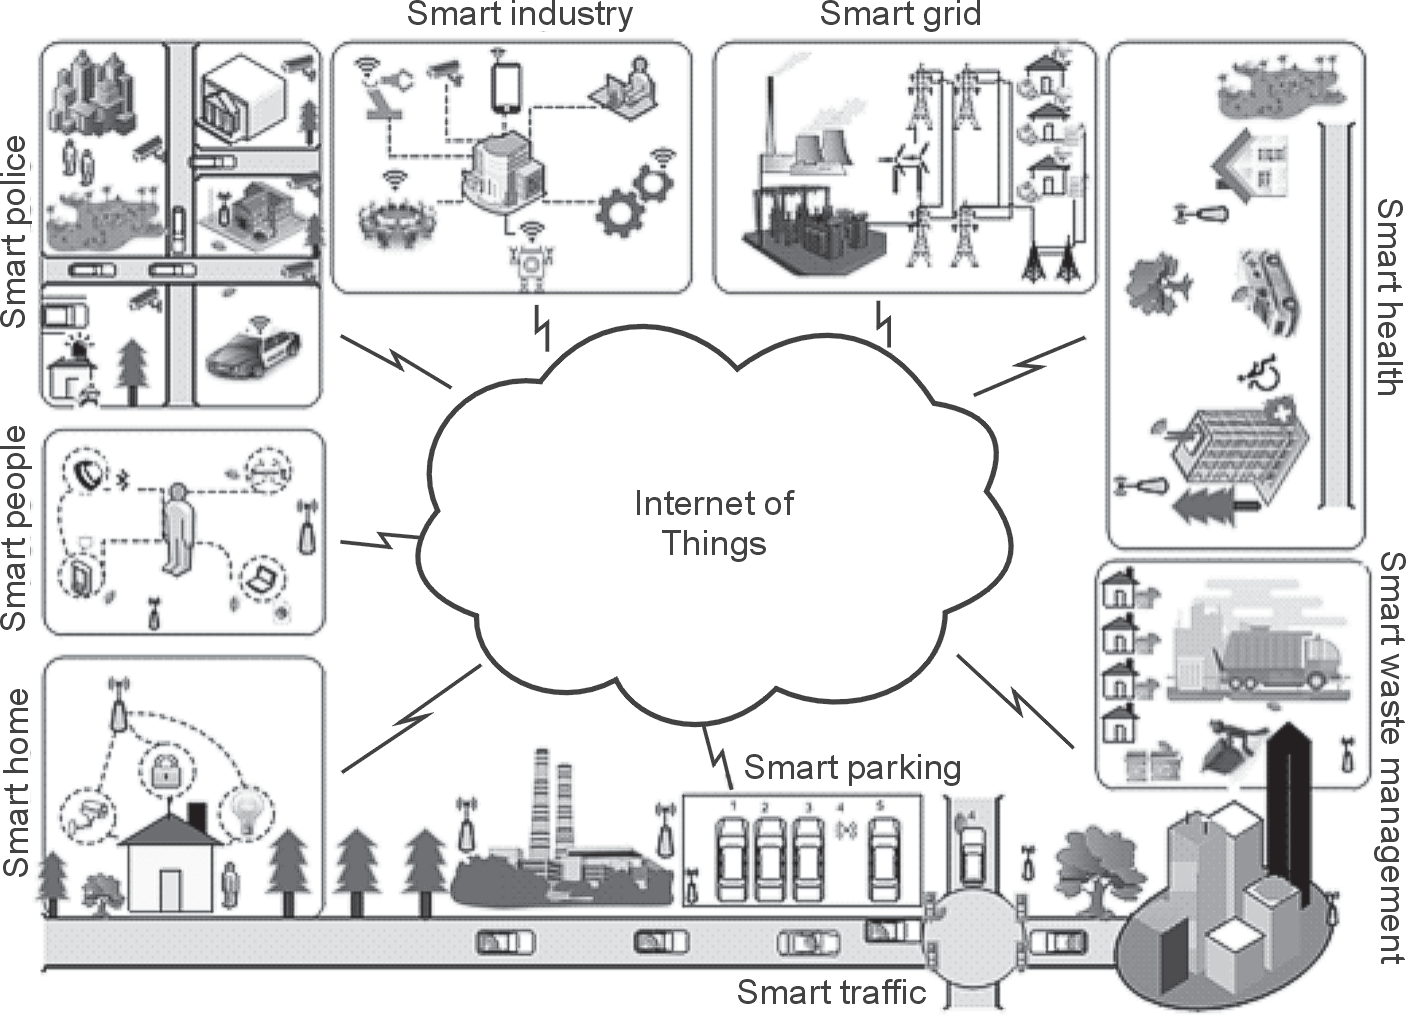 Smart industry
Smart grid
Smart police
Smart health
Smart people
Internet of
Things
Smart waste management
Smart home
Smart parking
1 2 3 4 5
4
Smart traffic